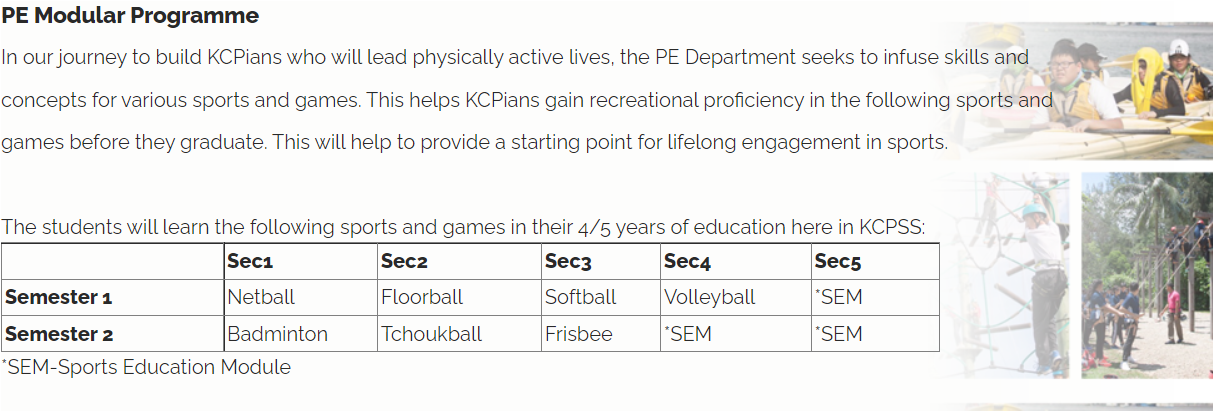 PE Modular Programme
In our journey to build KCPians who will lead physically active lives, the PE Department seeks to infuse skills and
concepts for various sports and games. This helps KCPians gain recreational proficiency in the following sports and
games before they graduate. This will help to provide a starting point for lifelong engagement in sports.
The students will learn the following sports and games in their 4/5 years of education here in KCPSS:
Sec1 Sec2 Sec3 Sec4 Sec5
Semester 1 Netball Floorball Softball Volleyball *SEM
Semester 2 Badminton Tchoukball Frisbee *SEM *SEM
*SEM-Sports Education Module